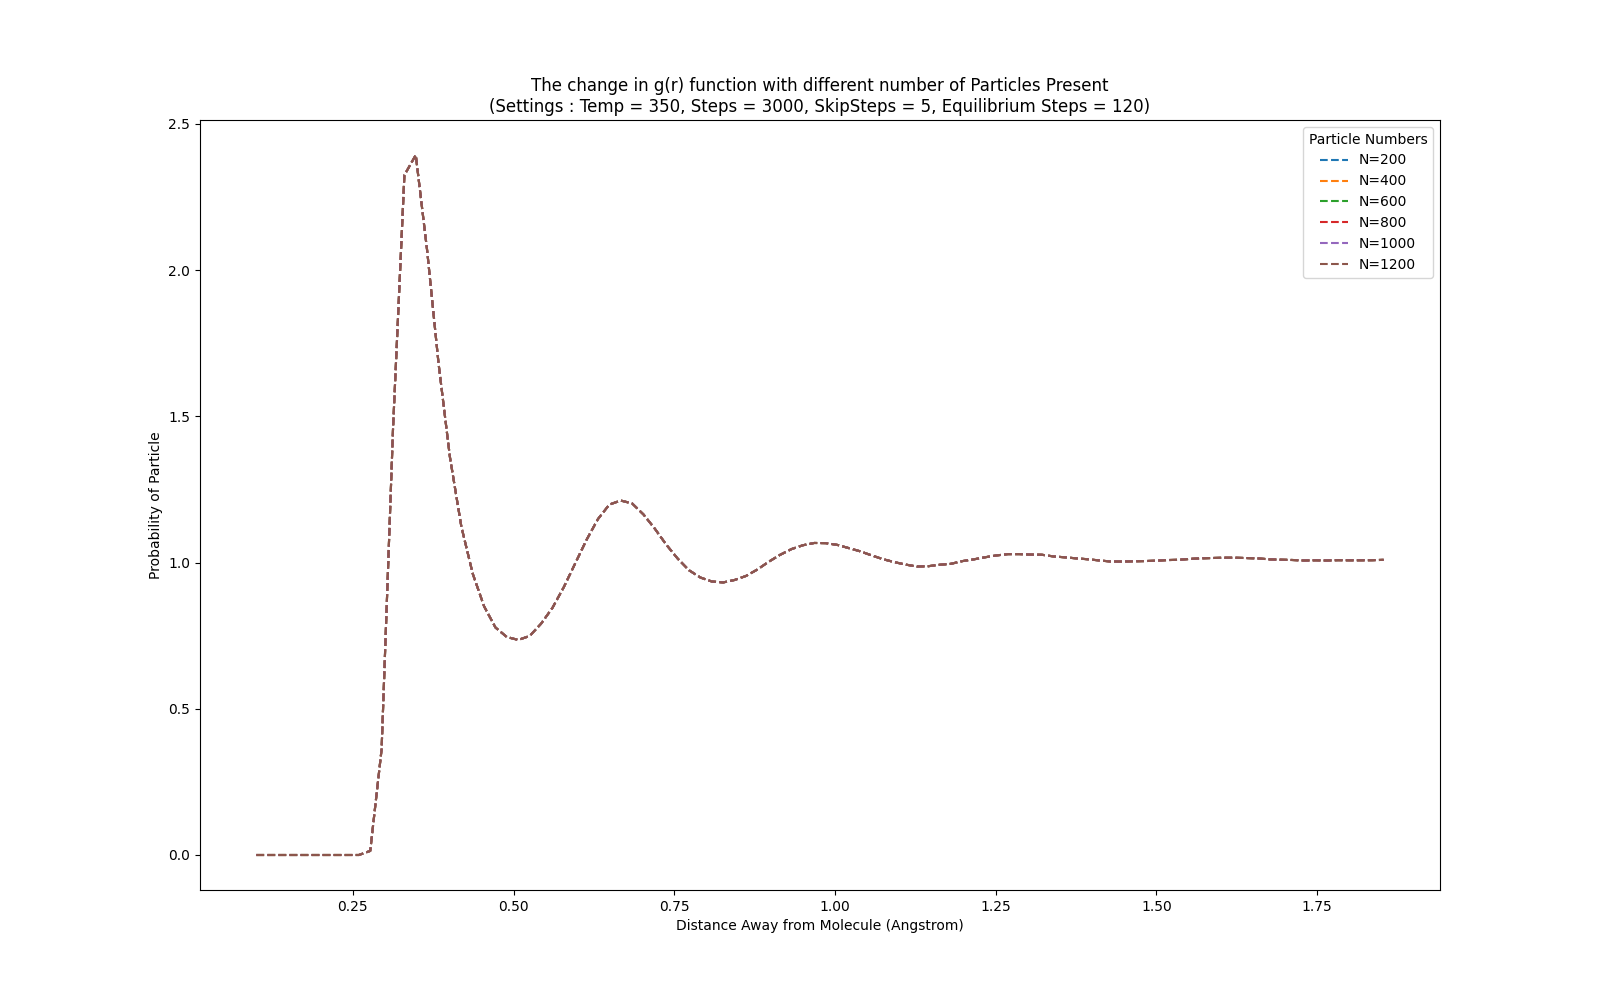 The change in g(r) function with different number of Particles Present
(Settings : Temp = 350, Steps = 3000, SkipSteps = 5, Equilibrium Steps = 120)
2.5
2.0
1.5
1.0
0.5
0.0
Probability of Particle
Particle Numbers
N=200
N=400
N=600
N=800
N=1000
N=1200
0.25 0.50 0.75 1.00 1.25 1.50 1.75
Distance Away from Molecule (Angstrom)